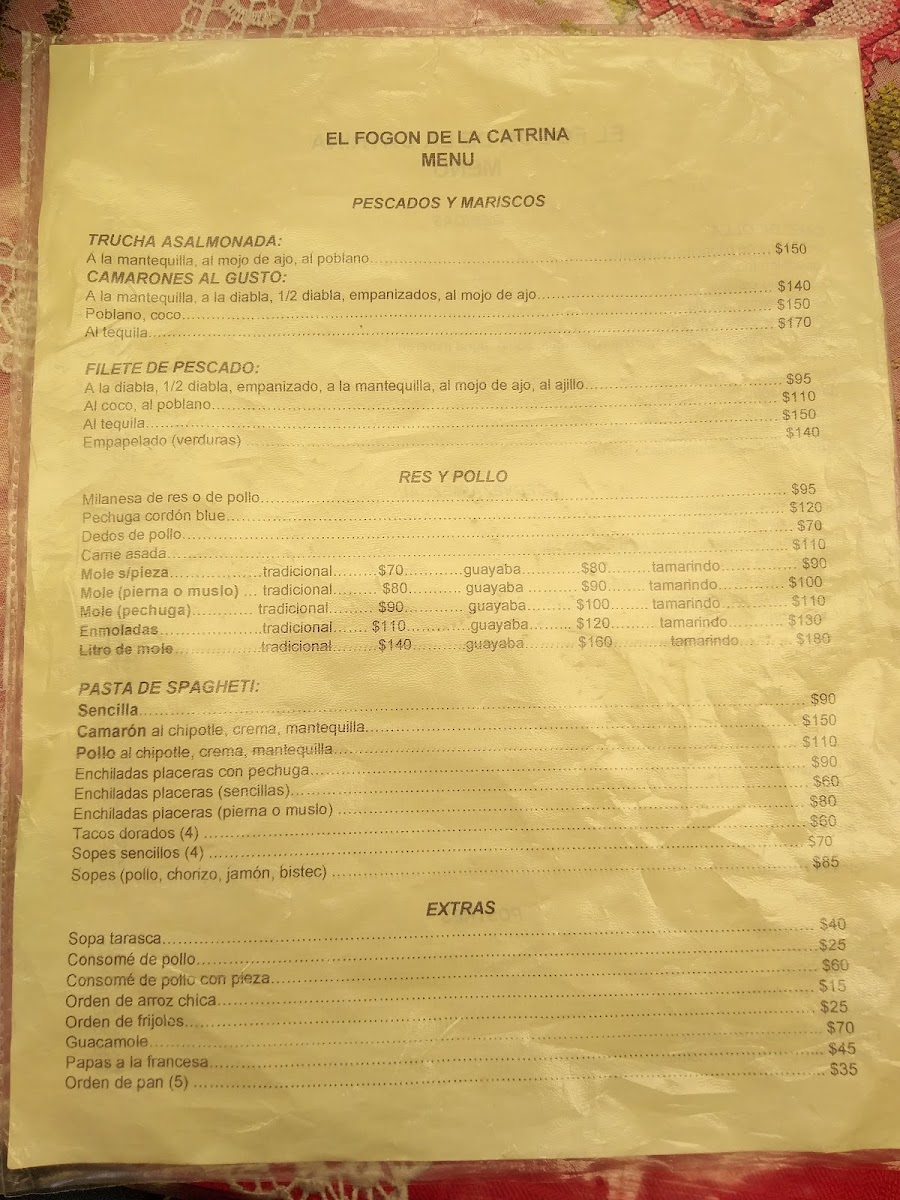 EL FOGON DE LA CATRINA
MENU
PESCADOS Y MARISCOS
TRUCHA ASALMONADA:
A la mantequilla, al mojo de ajo, al poblano.....$150
CAMARONES AL GUSTO:
A la mantequilla, a la diabla, 1/2 diabla, empanizados, al mojo de ajo.....$140
Poblano, coco.....$150
Al tequila.....$170
FILETE DE PESCADO:
A la diabla, 1/2 diabla, empanizado, a la mantequilla, al mojo de ajo, al ajillo.....$95
Al coco, al poblano.....$110
Al tequila.....$150
Empapelado (verduras).....$140
RES Y POLLO
Milanesa de res o de pollo.....$95
Pechuga cordón blue.....$120
Dedos de pollo.....$70
Carne asada.....$110
Mole s/pieza.....tradicional.....$70.....guayaba.....$80.....tamarindo.....$90
Mole (pierna o muslo) ... tradicional.....$80.....guayaba.....$90.....tamarindo.....$100
Mole (pechuga).....tradicional.....$90.....guayaba.....$100.....tamarindo.....$110
Enmoladas.....tradicional.....$110.....guayaba.....$120.....tamarindo.....$130
Litro de mole.....tradicional.....$140.....guayaba.....$160.....tamarindo.....$180
PASTA DE SPAGHETI:
Sencilla.....$90
Camarón al chipotle, crema, mantequilla.....$150
Pollo al chipotle, crema, mantequilla.....$110
Enchiladas placeras con pechuga.....$90
Enchiladas placeras (sencillas).....$60
Enchiladas placeras (pierna o muslo) .....$80
Tacos dorados (4) .....$60
Sopes sencillos (4) .....$70
Sopes (pollo, chorizo, jamón, bistec) .....$85
EXTRAS
Sopa tarasca.....$40
Consomé de pollo.....$25
Consomé de pollo con pieza.....$60
Orden de arroz chica.....$15
Orden de frijoles.....$25
Guacamole.....$70
Papas a la francesa.....$45
Orden de pan (5) .....$35